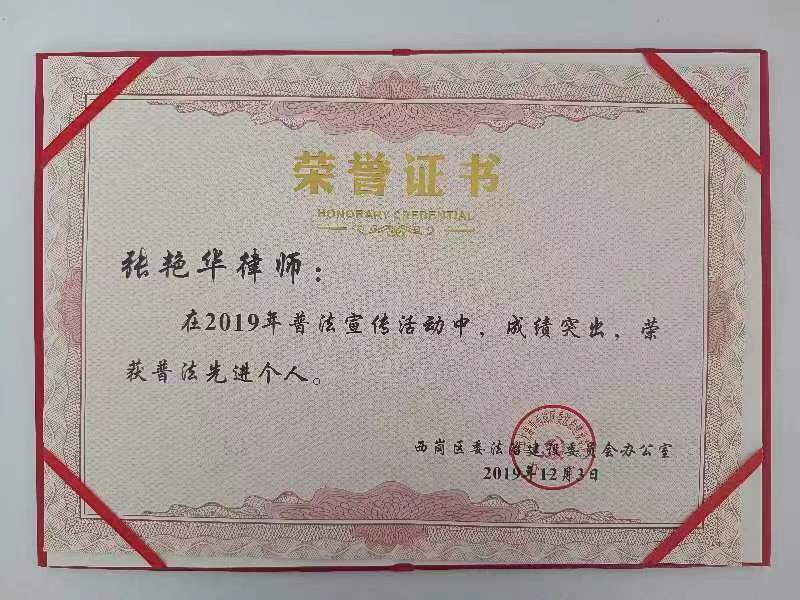 荣誉证书
HONORARY CREDENTIAL
张艳华律师：
在2019年普法宣传活动中，成绩突出，荣
获普法先进个人。
西岗区委法治建设委员会办公室
2019年12月3日